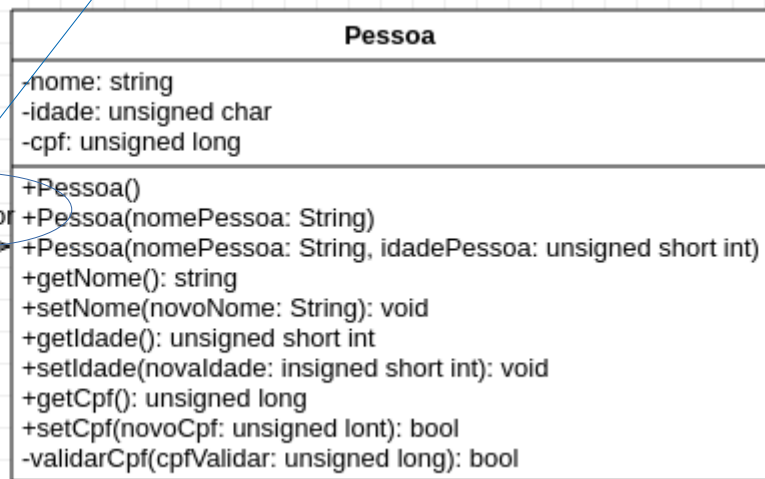 Pessoa
-nome: string
-idade: unsigned char
-cpf: unsigned long
+Pessoa()
or
+Pessoa(nomePessoa: String)
+Pessoa(nomePessoa: String, idadePessoa: unsigned short int)
+getNome(): string
+setNome(novoNome: String): void
+getIdade(): unsigned short int
+setIdade(novaIdade: insigned short int): void
+getCpf(): unsigned long
+setCpf(novoCpf: unsigned lont): bool
-validarCpf(cpfValidar: unsigned long): bool